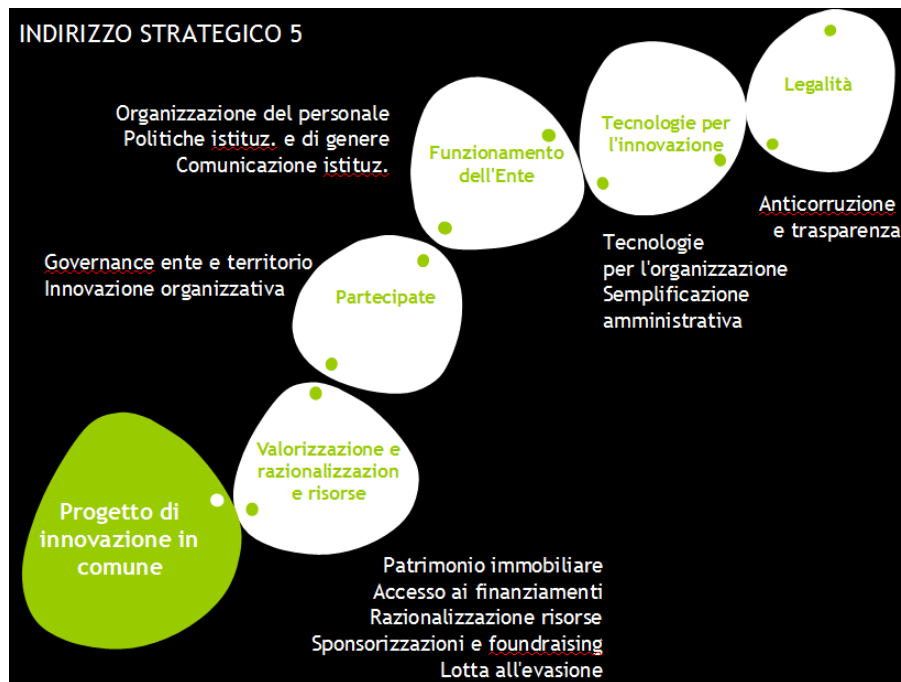 INDIRIZZO STRATEGICO 5
Legalità
Organizzazione del personale
Politiche istituz. e di genere
Comunicazione istituz.
Tecnologie per
l'innovazione
Funzionamento
dell'Ente
Anticorruzione
e trasparenza
Tecnologie
per l'organizzazione
Semplificazione
amministrativa
Governance ente e territorio
Innovazione organizzativa
Partecipate
Valorizzazione e
razionalizzazion
e risorse
Progetto di
innovazione in
comune
Patrimonio immobiliare
Accesso ai finanziamenti
Razionalizzazione risorse
Sponsorizzazioni e foundraising
Lotta all'evasione